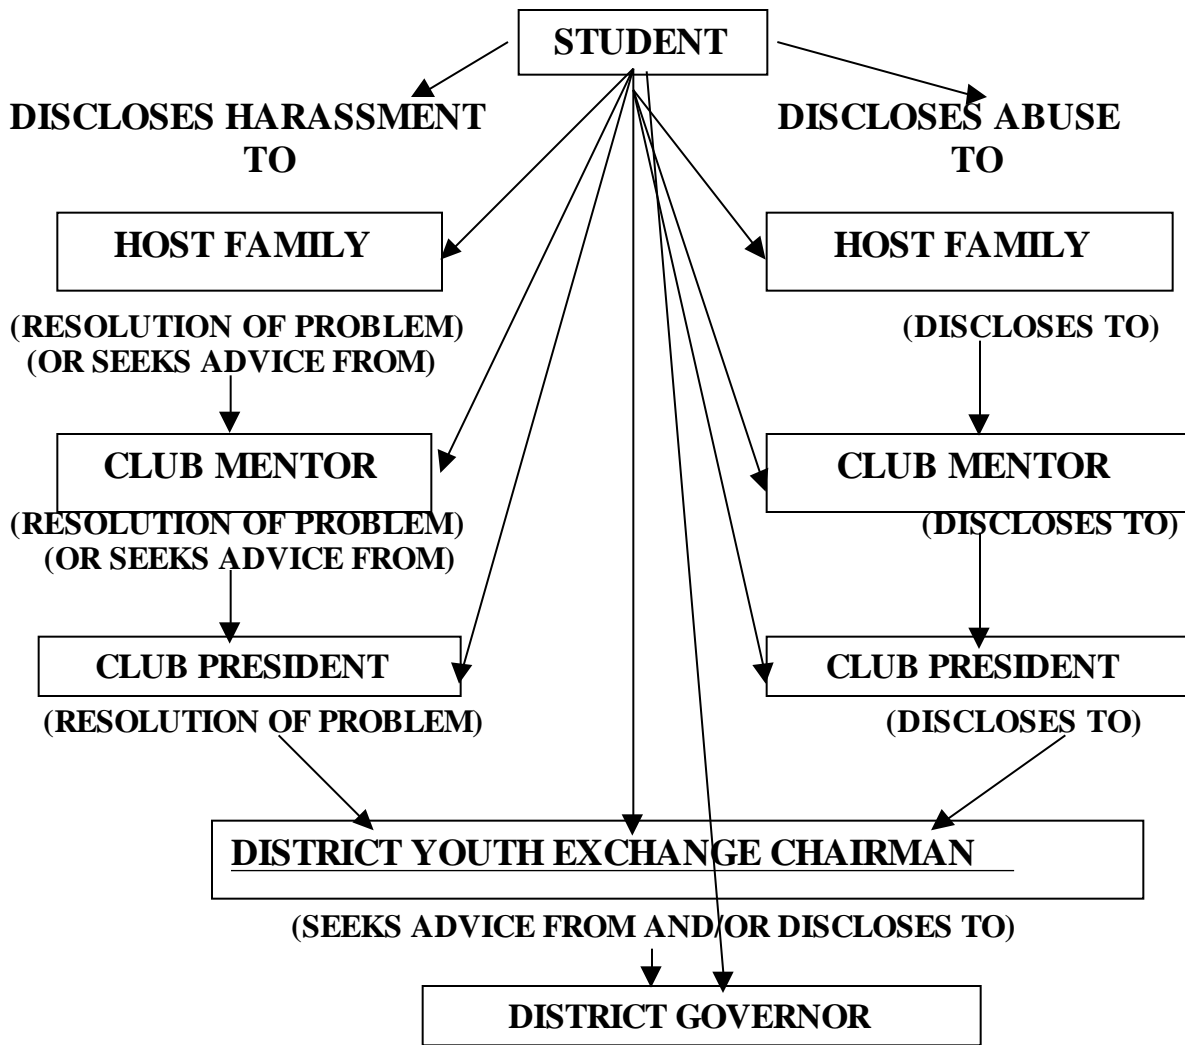 STUDENT
DISCLOSES HARASSMENT
TO
DISCLOSES ABUSE
TO
HOST FAMILY
HOST FAMILY
(RESOLUTION OF PROBLEM)
(OR SEEKS ADVICE FROM)
(DISCLOSES TO)
CLUB MENTOR
CLUB MENTOR
(RESOLUTION OF PROBLEM)
(OR SEEKS ADVICE FROM)
(DISCLOSES TO)
CLUB PRESIDENT
CLUB PRESIDENT
(RESOLUTION OF PROBLEM)
(DISCLOSES TO)
DISTRICT YOUTH EXCHANGE CHAIRMAN
(SEEKS ADVICE FROM AND/OR DISCLOSES TO)
DISTRICT GOVERNOR